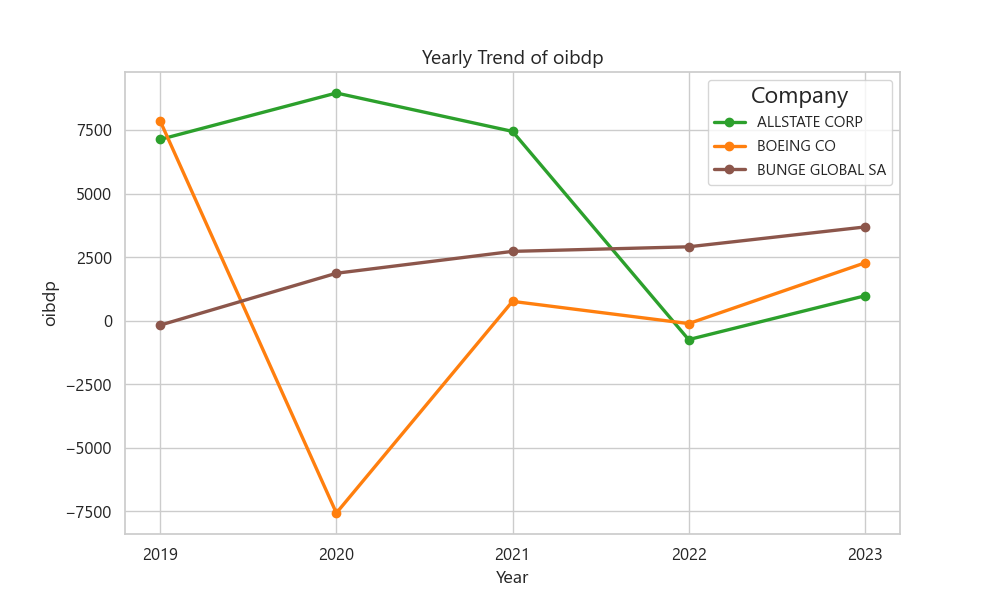 Yearly Trend of oibdp
Company
ALLSTATE CORP
BOEING CO
BUNGE GLOBAL SA
oibdp
7500
5000
2500
0
−2500
−5000
−7500
2019 2020 2021 2022 2023
Year